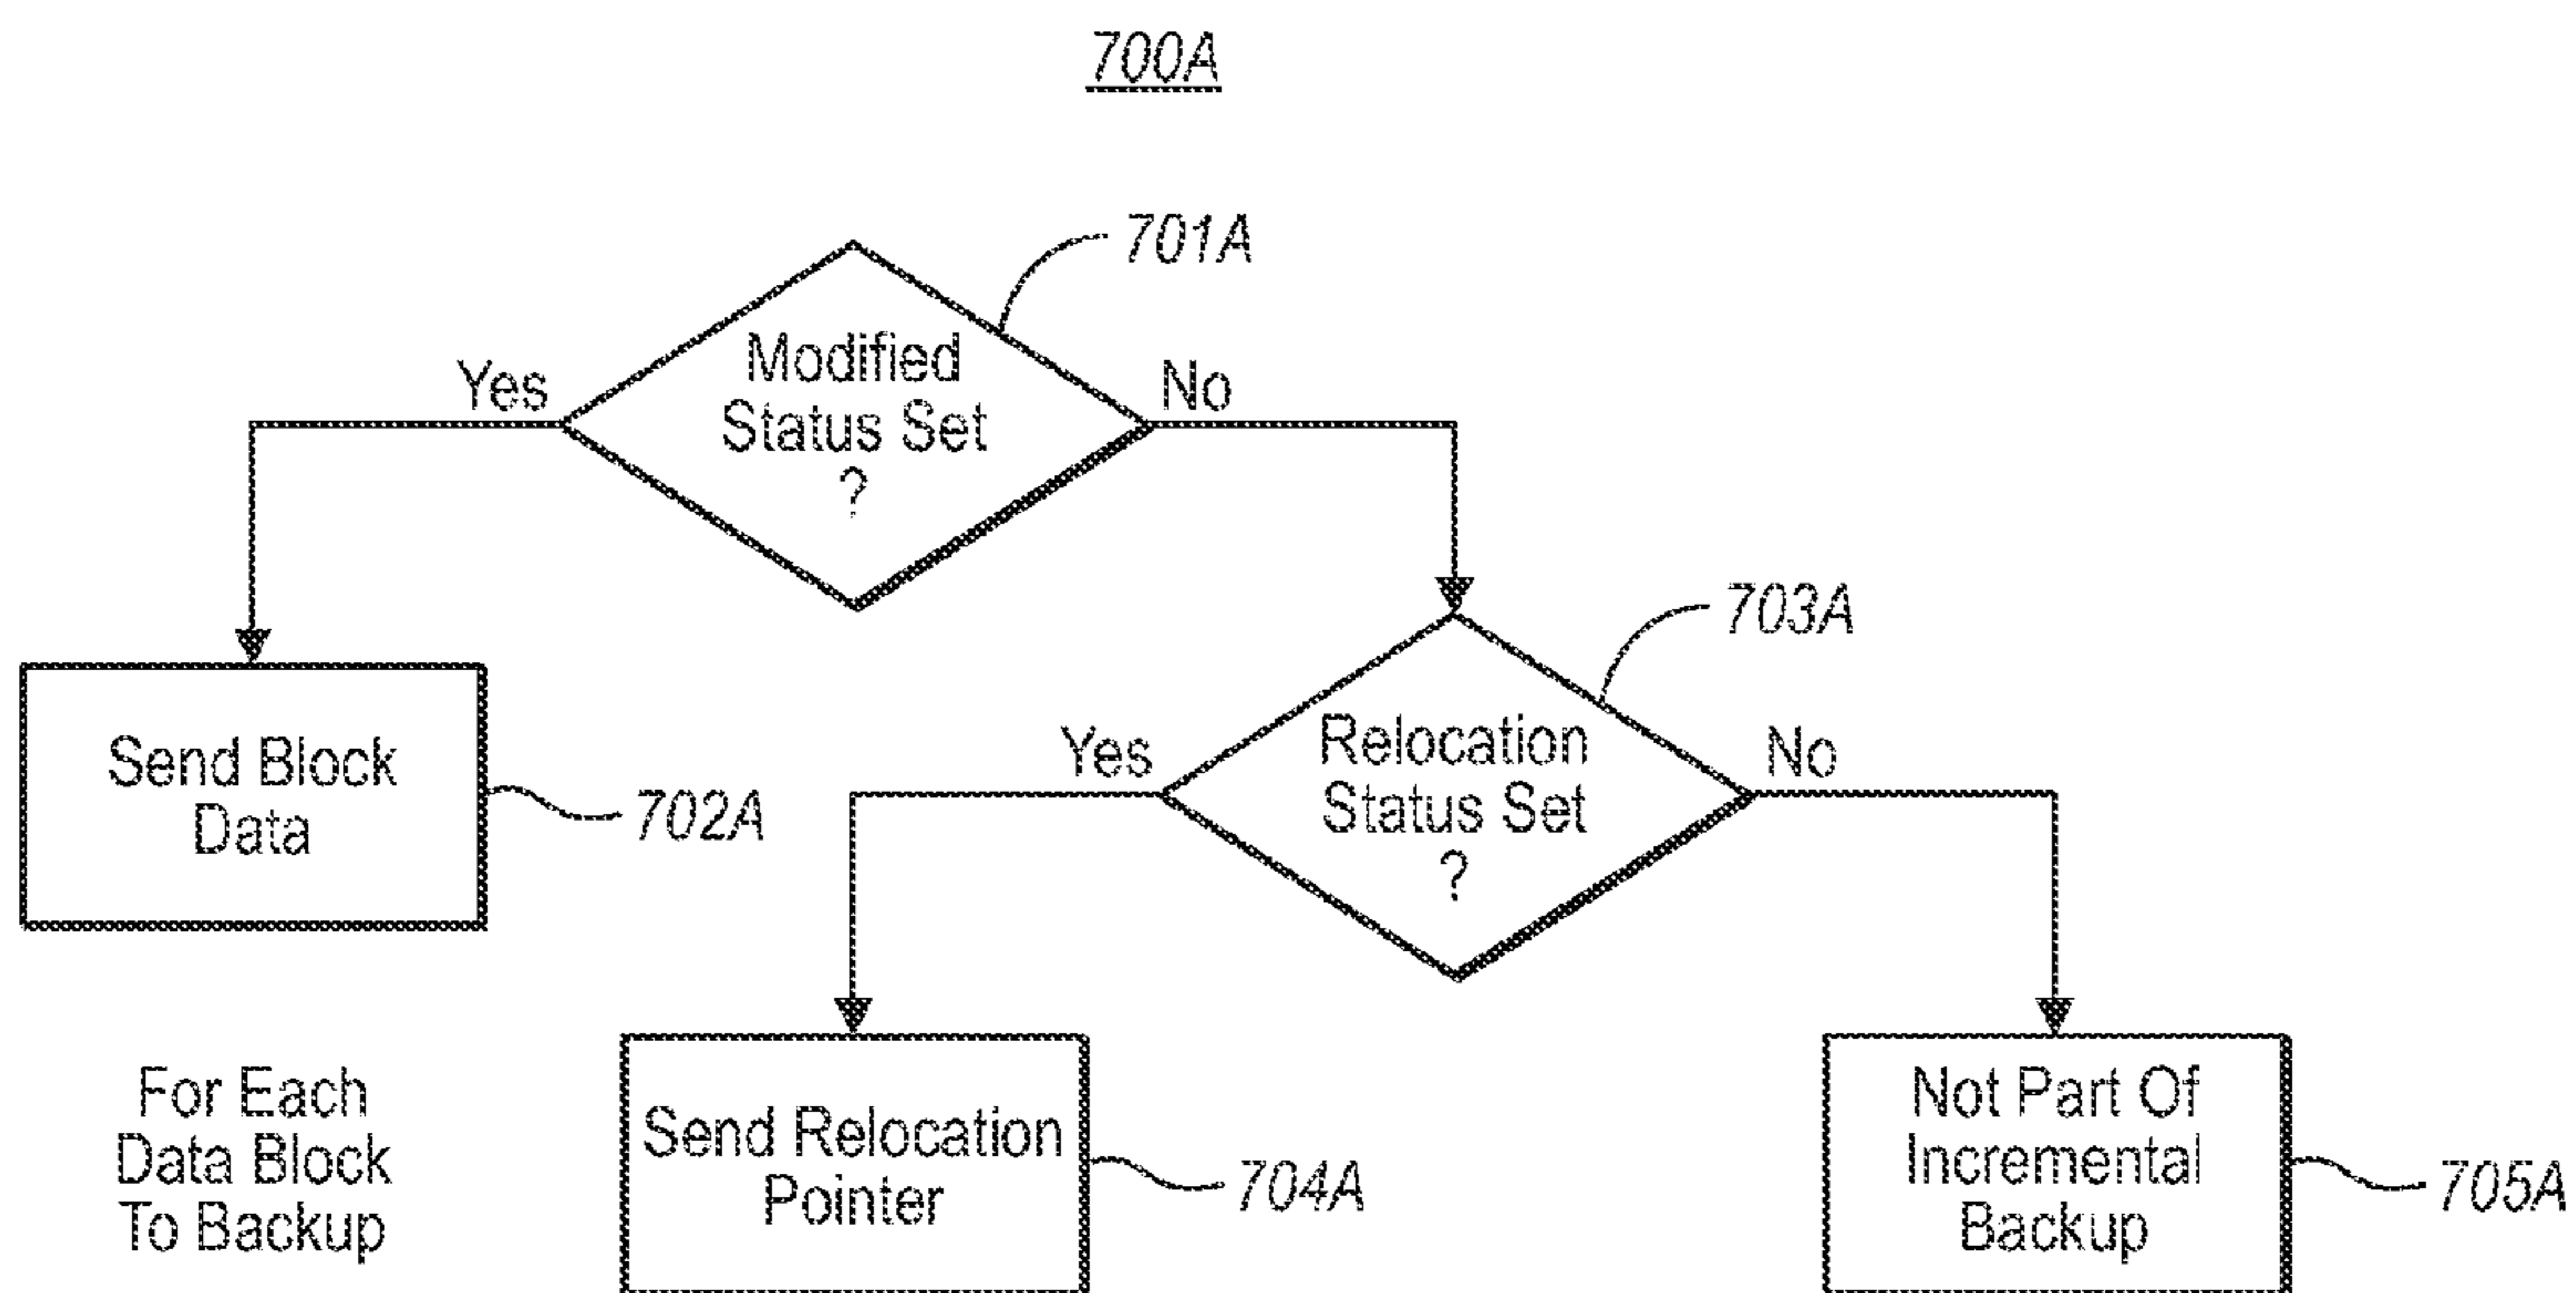 700A
701A
Modified
Status Set
?
Yes
No
703A
Send Block
Data
702A
Relocation
Status Set
?
Yes
No
For Each
Data Block
To Backup
Send Relocation
Pointer
704A
Not Part Of
Incremental
Backup
705A